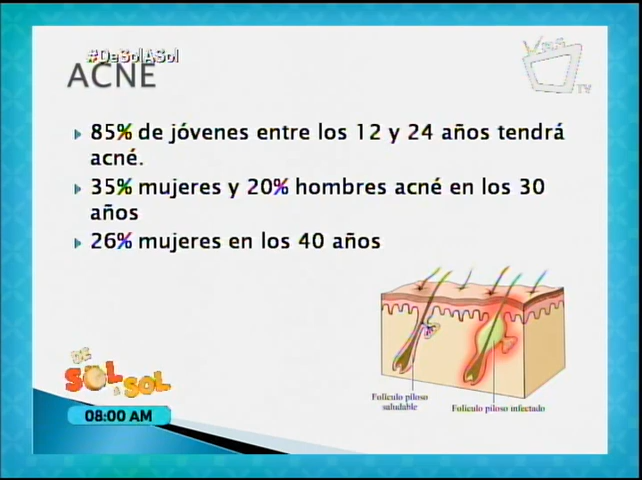 #DeSolASol
ACNÉ
85% de jóvenes entre los 12 y 24 años tendrá
acné.
35% mujeres y 20% hombres acné en los 30
años
26% mujeres en los 40 años
Folículo piloso
saludable
Folículo piloso infectado
DE
SOL
A SOL
08:00 AM
TV